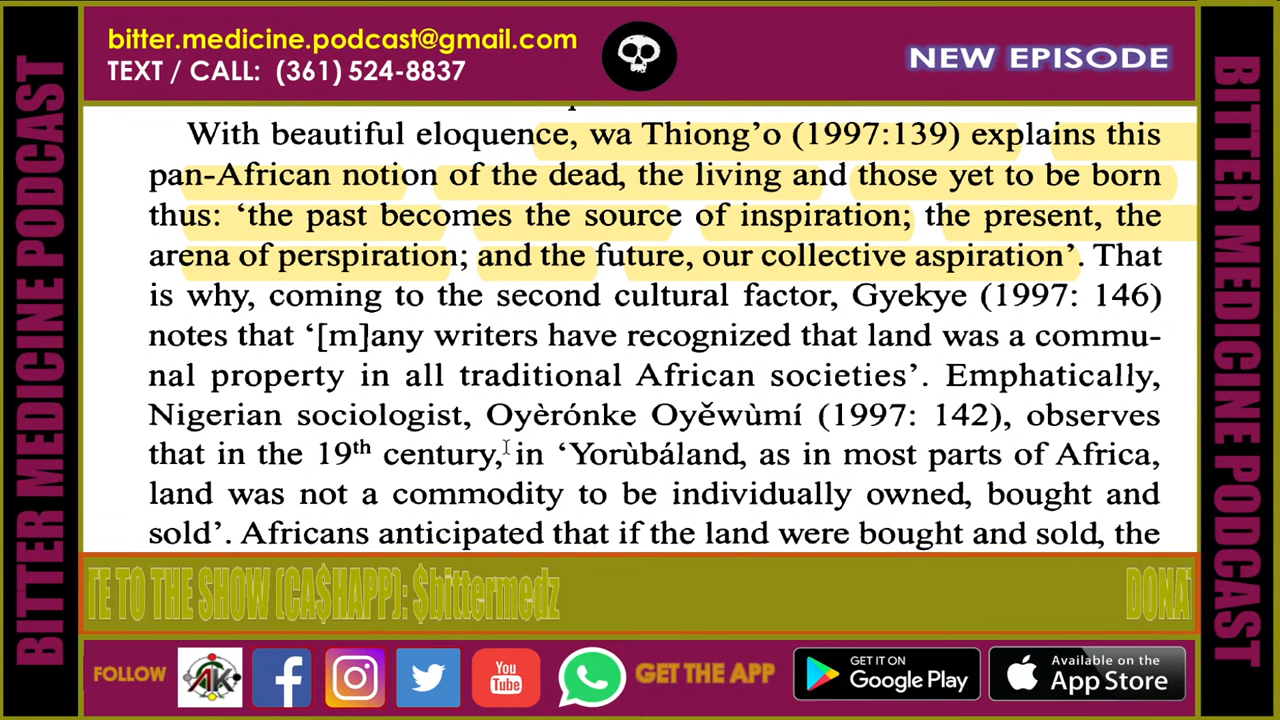 bitter.medicine.podcast@gmail.com
TEXT / CALL: (361) 524-8837
NEW EPISODE
BITTER MEDICINE PODCAST
With beautiful eloquence, wa Thiong’o (1997:139) explains this
pan-African notion of the dead, the living and those yet to be born
thus: ‘the past becomes the source of inspiration; the present, the
arena of perspiration; and the future, our collective aspiration’. That
is why, coming to the second cultural factor, Gyekye (1997: 146)
notes that ‘[m]any writers have recognized that land was a commu-
nal property in all traditional African societies’. Emphatically,
Nigerian sociologist, Oyèrónke Oyěwùmí (1997: 142), observes
that in the 19th century, in ‘Yorùbáland, as in most parts of Africa,
land was not a commodity to be individually owned, bought and
sold’. Africans anticipated that if the land were bought and sold, the
BITTER MEDICINE PODCAST
TE TO THE SHOW (CA$HAPP): $bittermedz
DONA
FOLLOW
You
Tube
GET THE APP
GET IT ON
Google Play
Available on the
App Store